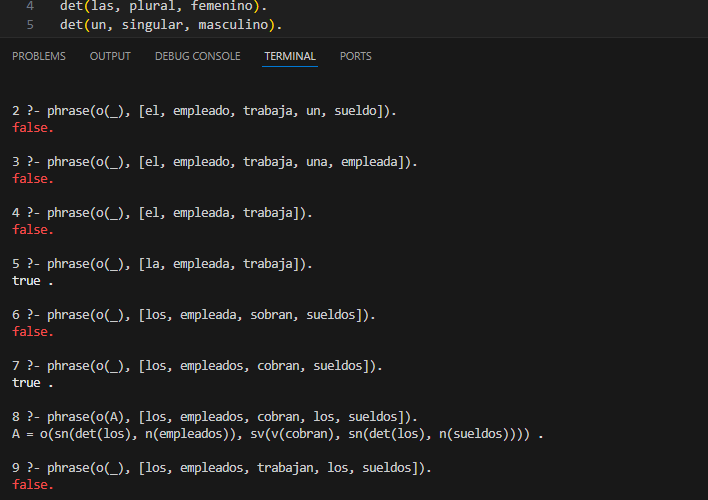 4 det(las, plural, femenino).
5 det(un, singular, masculino).
PROBLEMS OUTPUT DEBUG CONSOLE TERMINAL PORTS
2 ?- phrase(o(_), [el, empleado, trabaja, un, sueldo]).
false.
3 ?- phrase(o(_), [el, empleado, trabaja, una, empleada]).
false.
4 ?- phrase(o(_), [el, empleada, trabaja]).
false.
5 ?- phrase(o(_), [la, empleada, trabaja]).
true .
6 ?- phrase(o(_), [los, empleada, sobran, sueldos]).
false.
7 ?- phrase(o(_), [los, empleados, cobran, sueldos]).
true .
8 ?- phrase(o(A), [los, empleados, cobran, los, sueldos]).
A = o(sn(det(los), n(empleados)), sv(v(cobran), sn(det(los), n(sueldos)))) .
9 ?- phrase(o(_), [los, empleados, trabajan, los, sueldos]).
false.